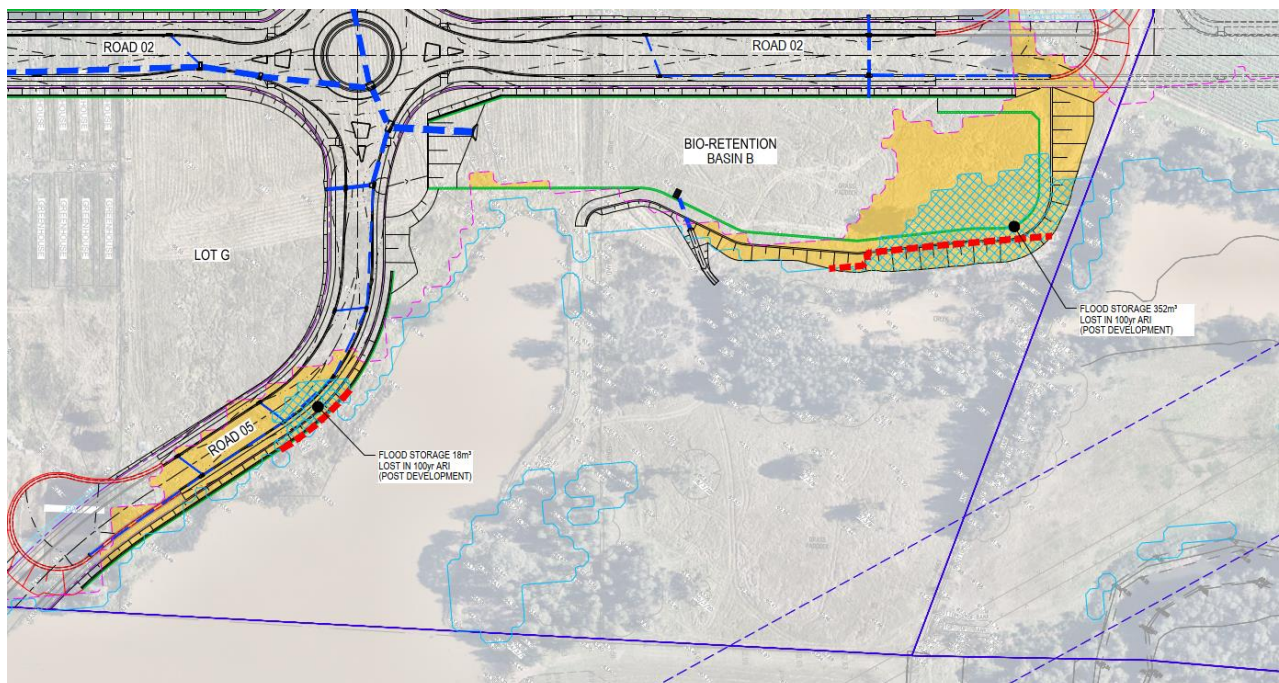 ROAD 02
ROAD 02
BIO-RETENTION
BASIN B
LOT G
FLOOD STORAGE 352m³
LOST IN 100yr ARI
(POST DEVELOPMENT)
ROAD 05
FLOOD STORAGE 18m³
LOST IN 100yr ARI
(POST DEVELOPMENT)